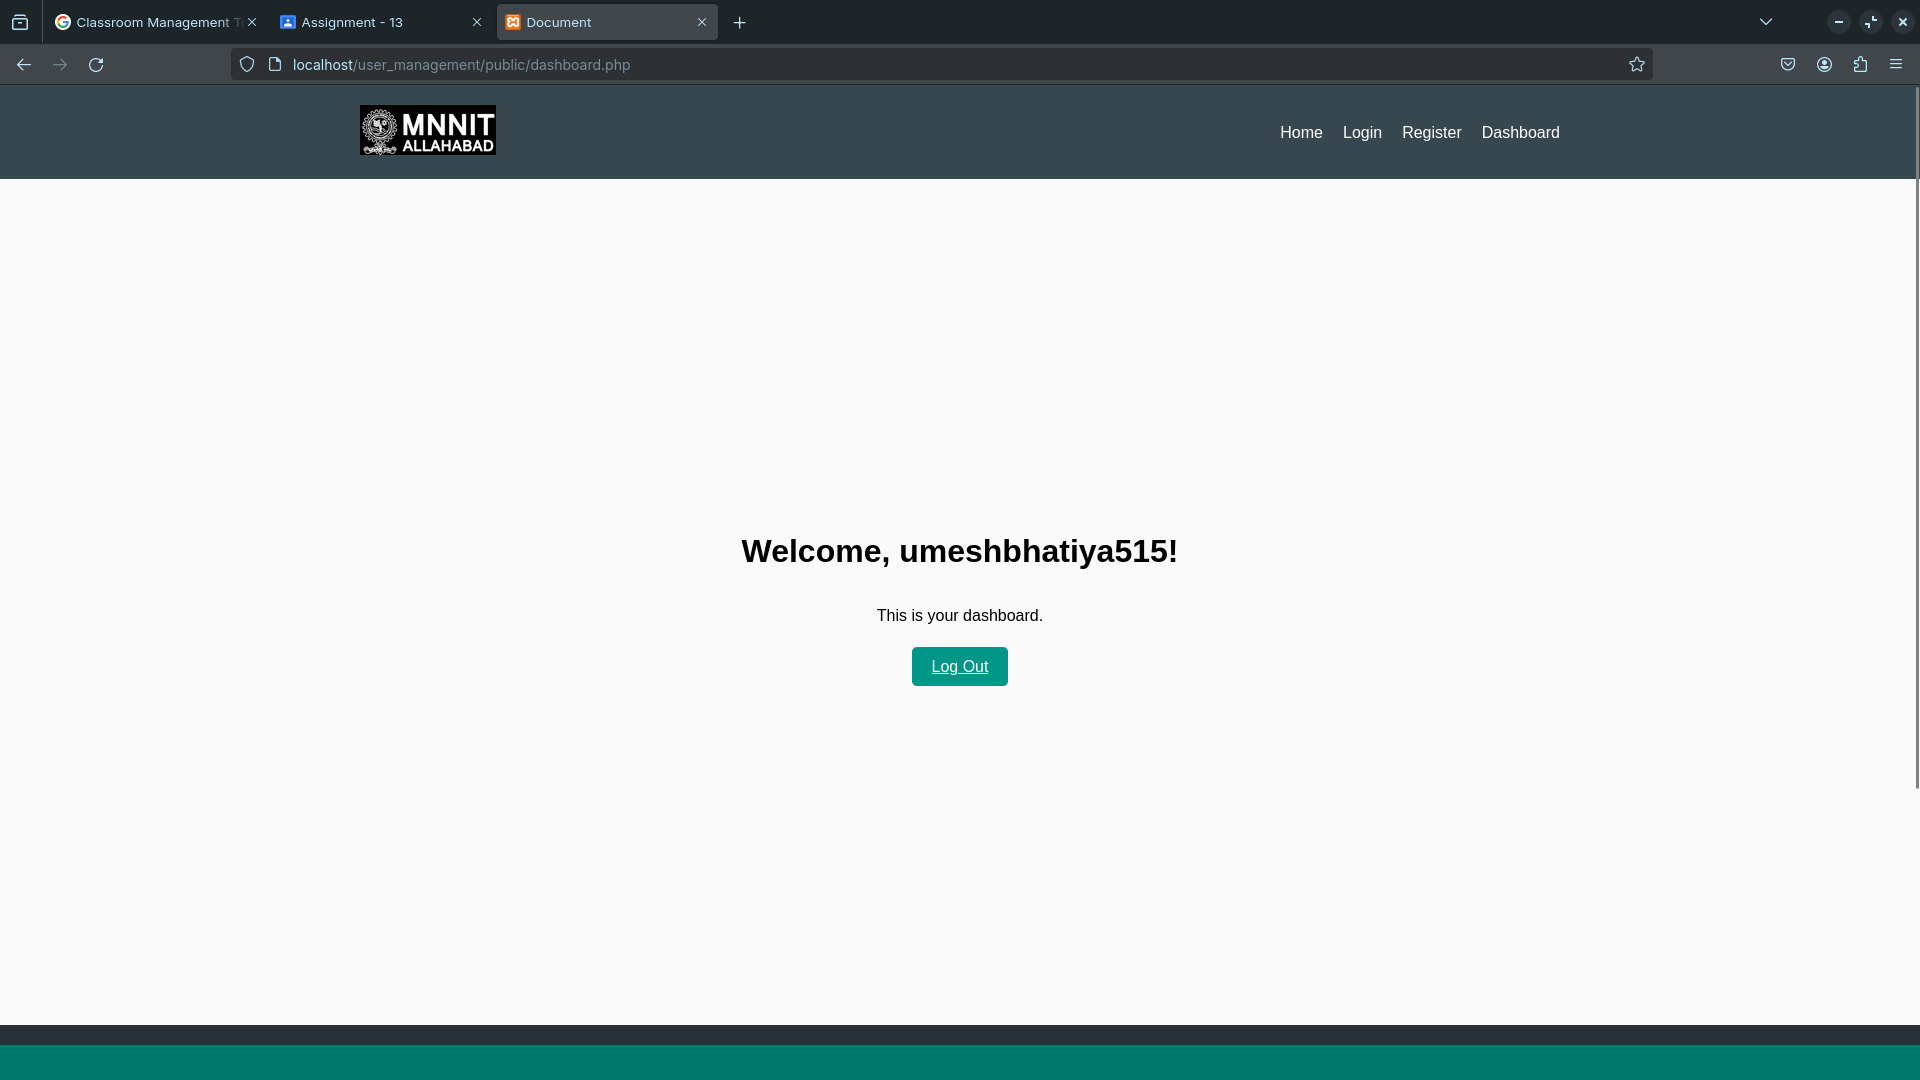 Classroom Management T
Assignment - 13
Document
localhost/user_management/public/dashboard.php
MNNIT
ALLAHABAD
Home Login Register Dashboard
Welcome, umeshbhatiya515!
This is your dashboard.
Log Out